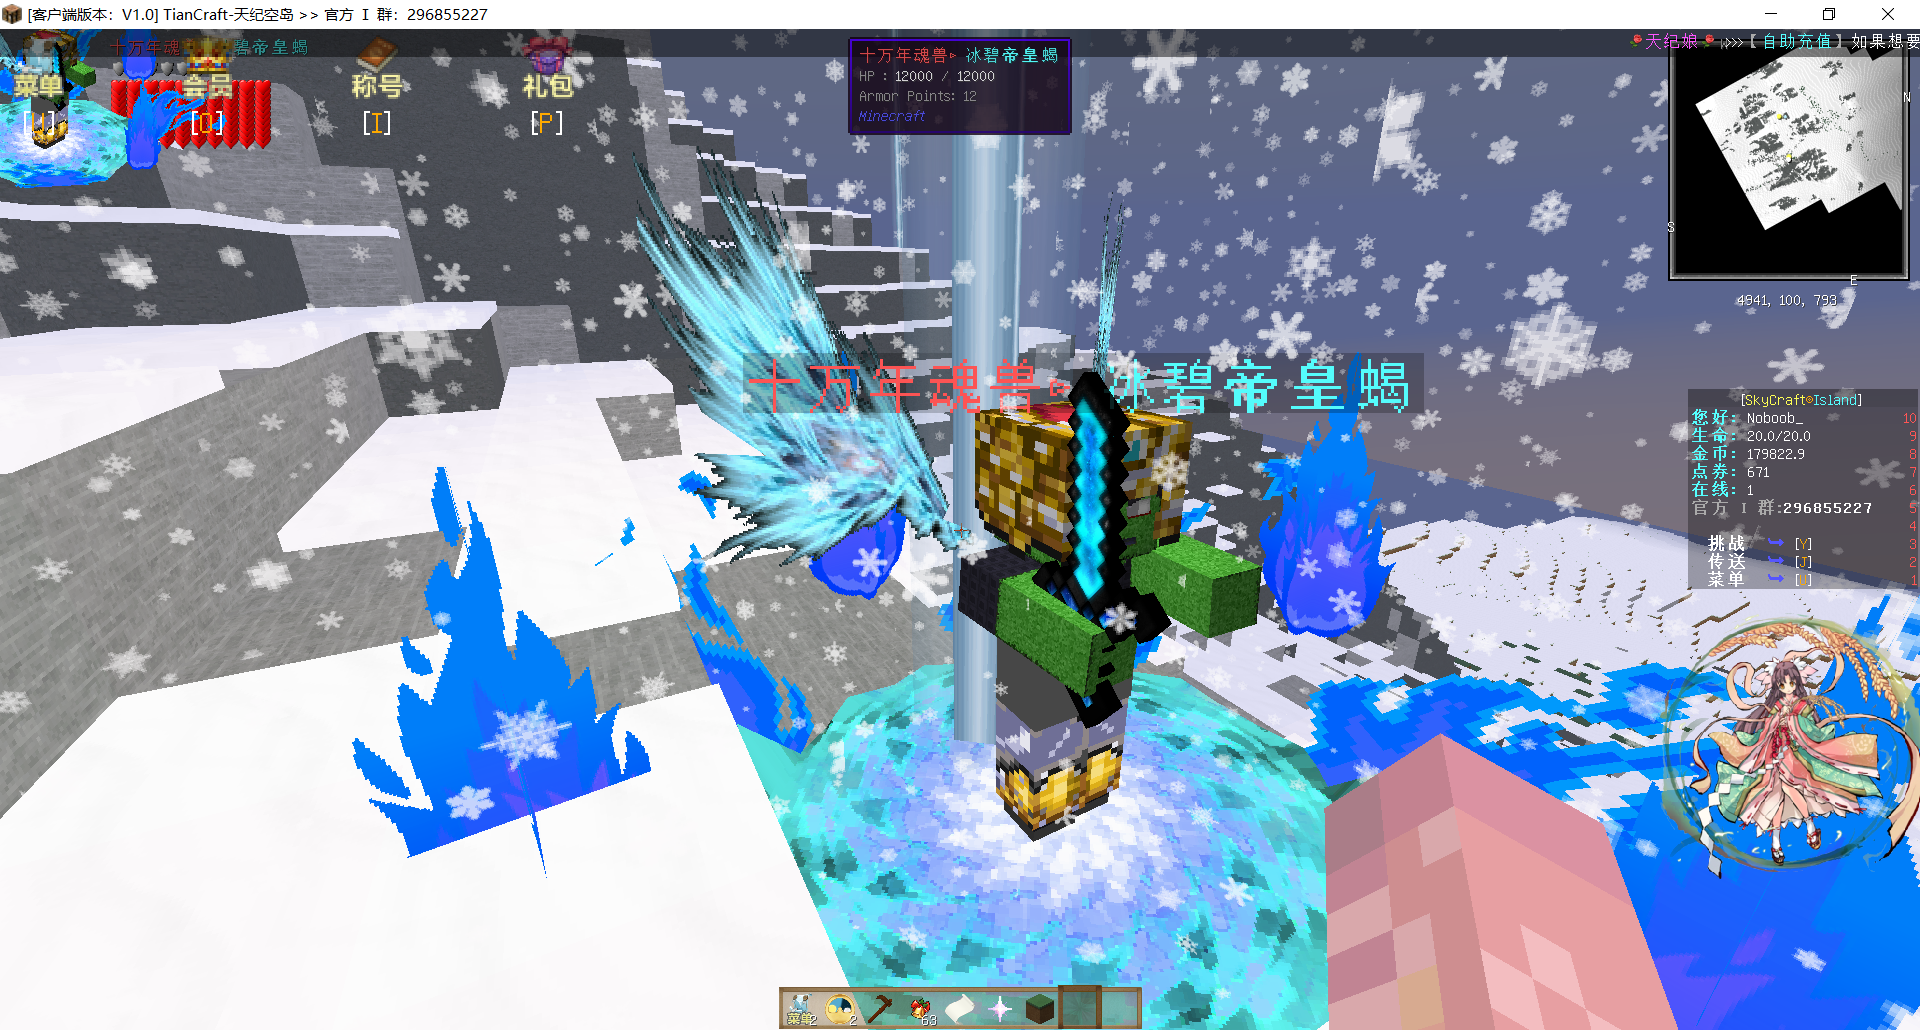 [客户端版本: V1.0] TianCraft-天纪空岛 >> 官方 I 群: 296855227
十万年魂 碧帝皇蝎
菜单 会员 称号 礼包
[U] [O] [I] [P]
十万年魂兽▸ 冰碧帝皇蝎
HP : 12000 / 12000
Armor Points: 12
Minecraft
天纪娘 >>>【自助充值】如果想要
N
S
E
4941, 100, 793
十万年魂兽▸ 冰碧帝皇蝎
[SkyCraft®Island]
您好: Noboob_ 10
生命: 20.0/20.0 9
金币: 179822.9 8
点券: 671 7
在线: 1 6
官方 I 群:296855227 5
4
挑战 [Y] 3
传送 [J] 2
菜单 [U] 1
菜单2 2 63